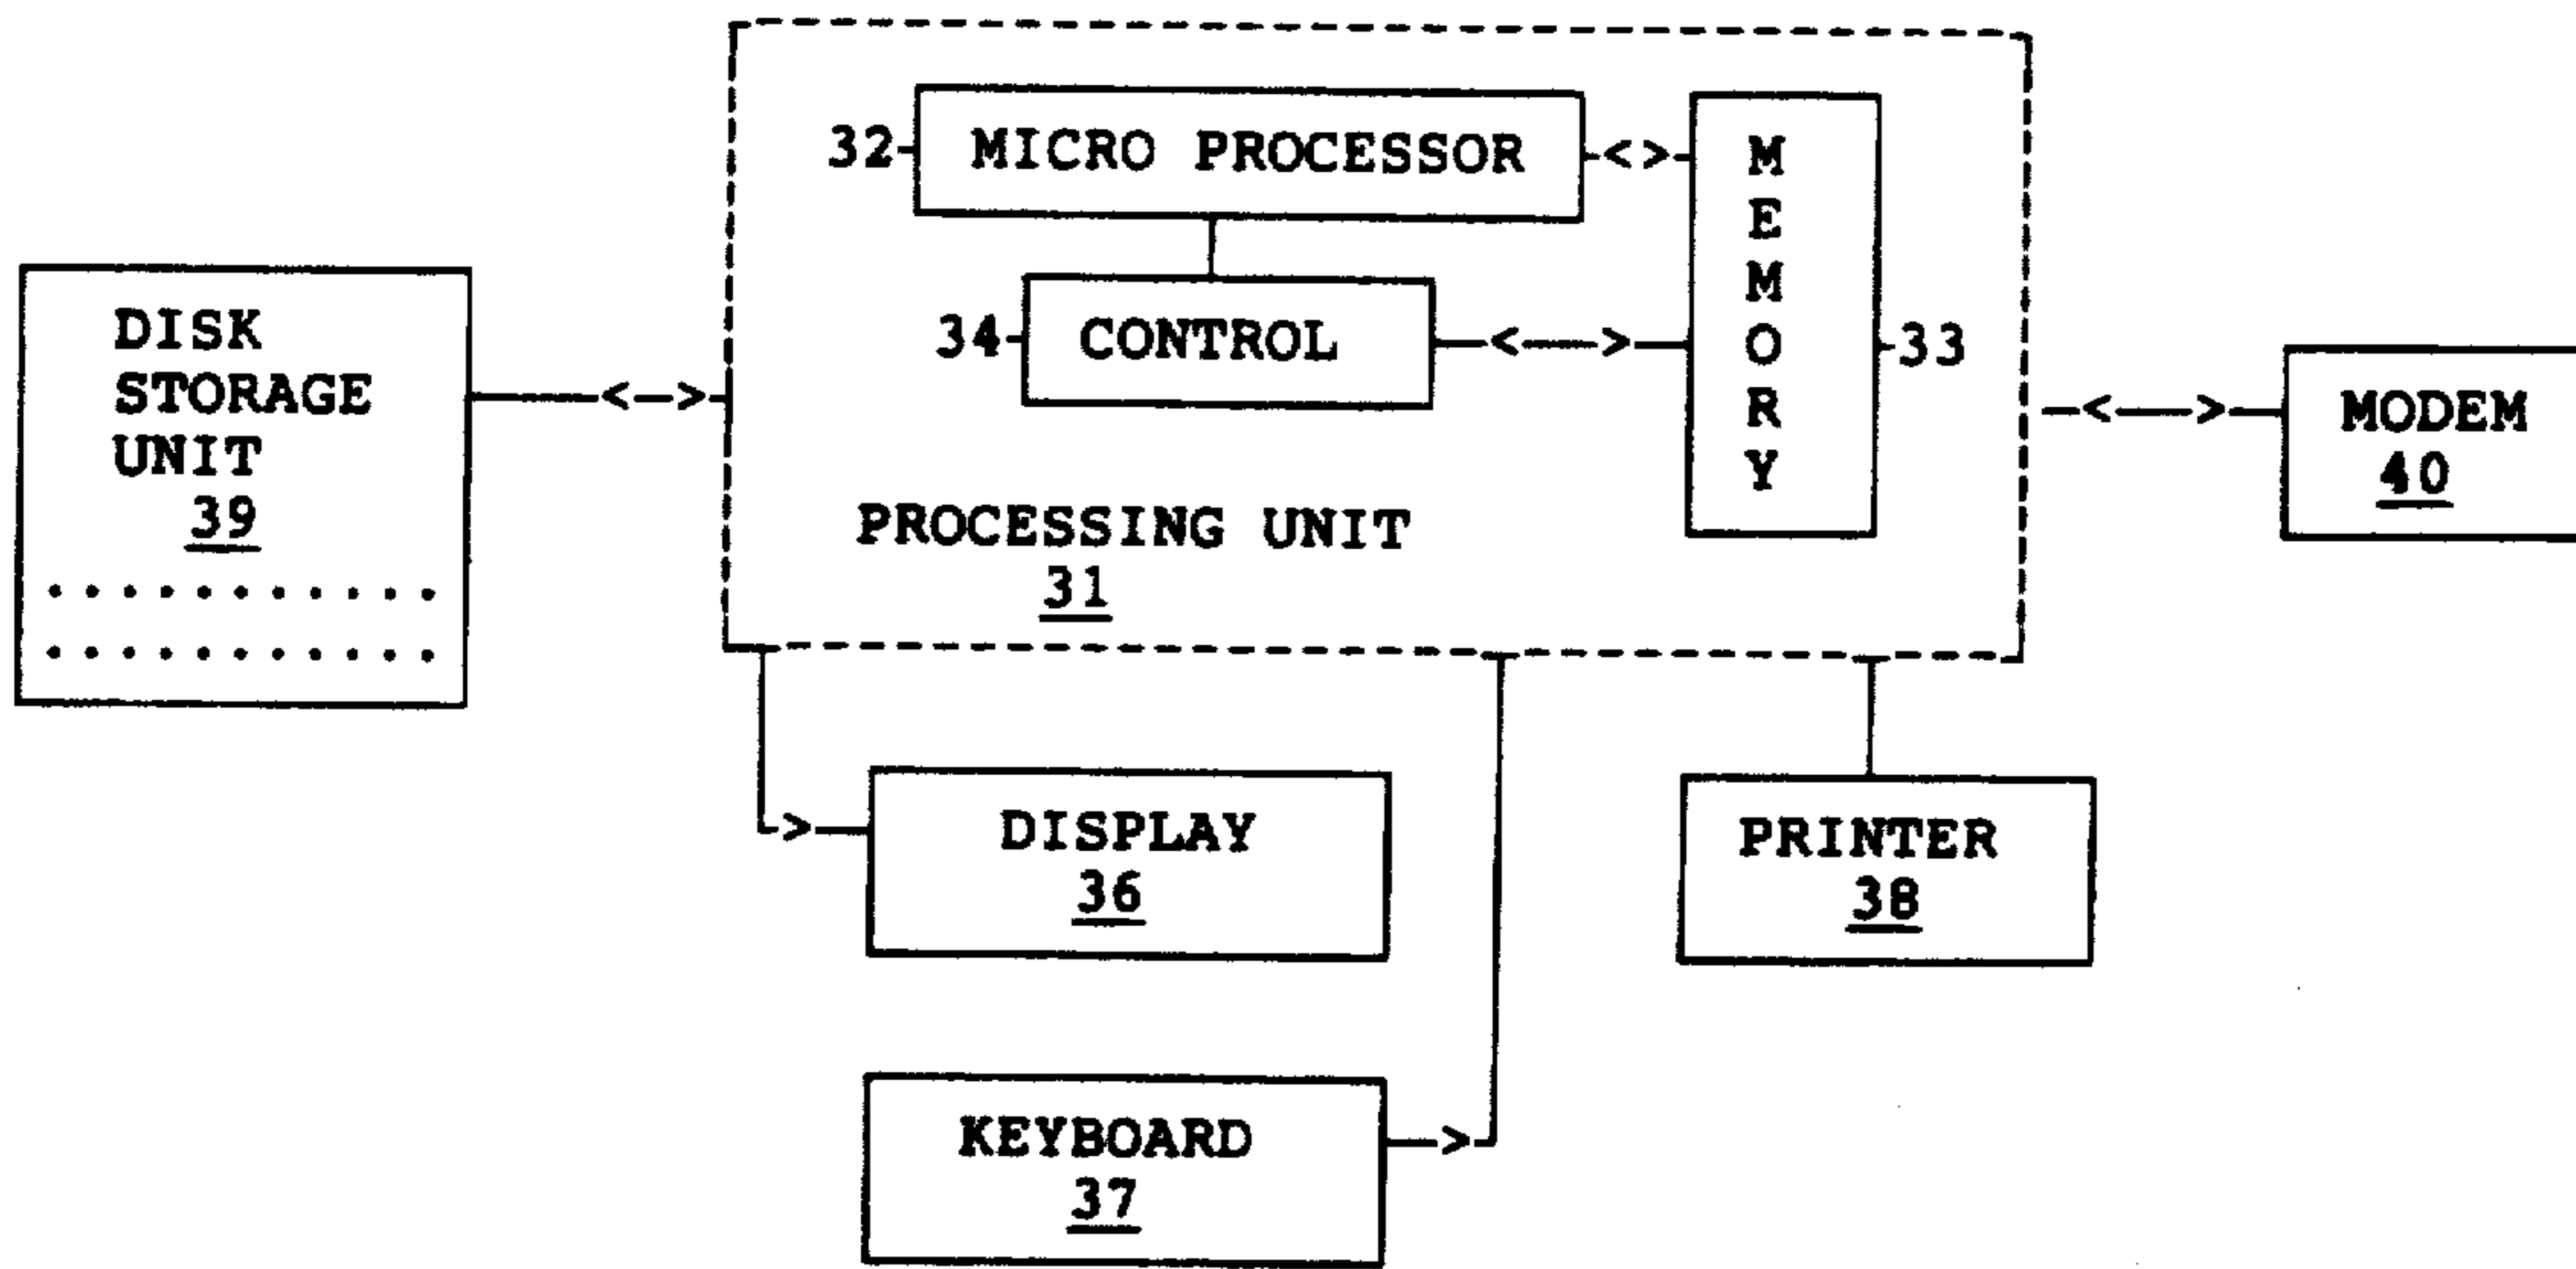 32
MICRO PROCESSOR
<>
MEMORY
34
CONTROL
<-->
33
PROCESSING UNIT
31
DISK
STORAGE
UNIT
39
. . . . . . . . . . .
. . . . . . . . . . .
<->
<-->
MODEM
40
>
DISPLAY
36
PRINTER
38
KEYBOARD
37
>